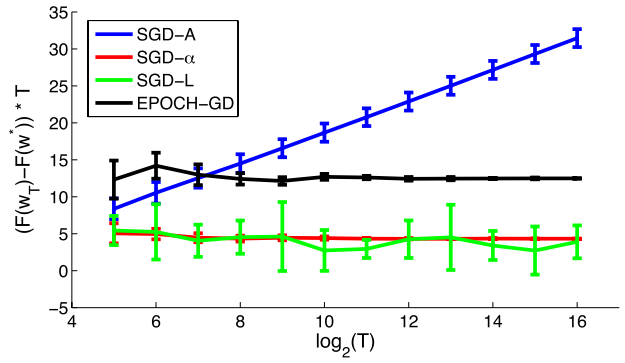 35
30
25
20
15
10
5
0
−5
(F(w_T)−F(w^*)) * T
SGD−A
SGD−α
SGD−L
EPOCH−GD
4 6 8 10 12 14 16
log_2(T)